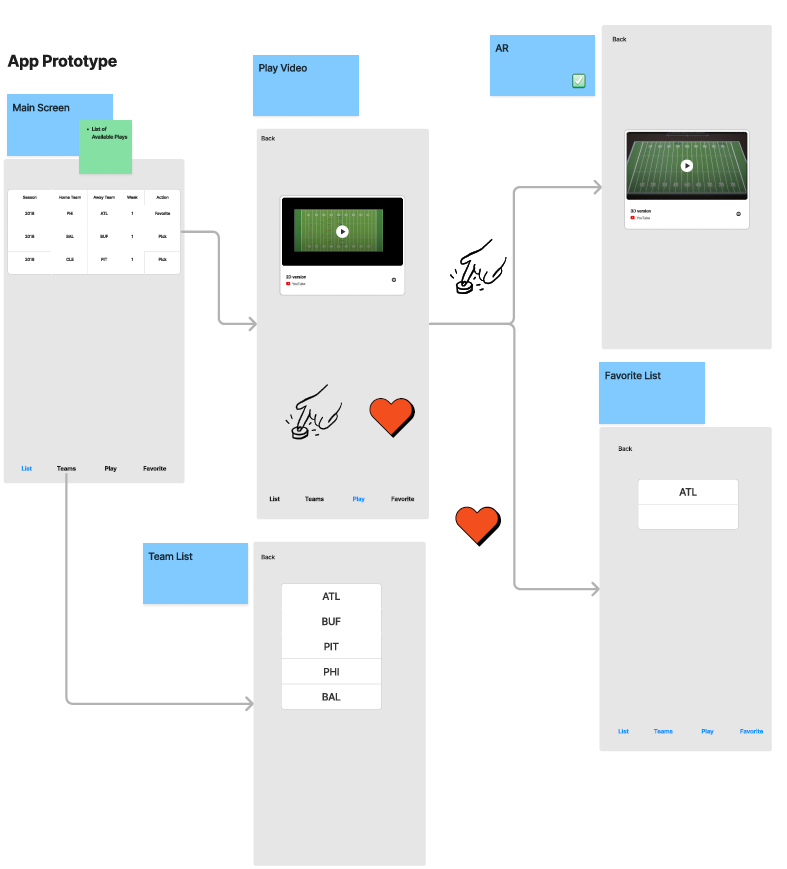 App Prototype
Main Screen
• List of
Available Plays
Season Home Team Away Team Week Action
2018 PHI ATL 1 Favorite
2018 BAL BUF 1 Pick
2018 CLE PIT 1 Pick
List Teams Play Favorite
Play Video
Back
2D version
YouTube
List Teams Play Favorite
AR
Back
3D version
YouTube
Favorite List
Back
ATL
List Teams Play Favorite
Team List
Back
ATL
BUF
PIT
PHI
BAL